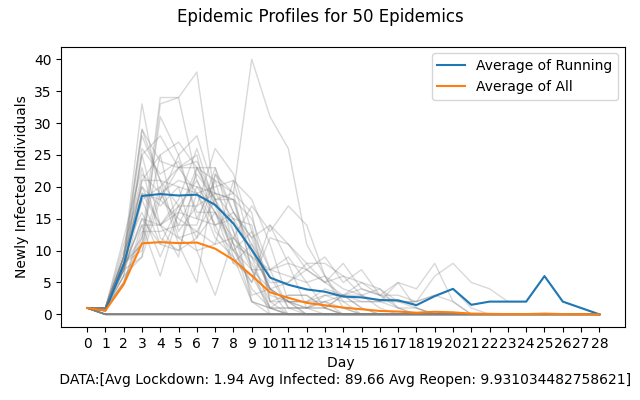 Epidemic Profiles for 50 Epidemics
Average of Running
Average of All
Newly Infected Individuals
40
35
30
25
20
15
10
5
0
0 1 2 3 4 5 6 7 8 9 10 11 12 13 14 15 16 17 18 19 20 21 22 23 24 25 26 27 28
Day
DATA:[Avg Lockdown: 1.94 Avg Infected: 89.66 Avg Reopen: 9.931034482758621]